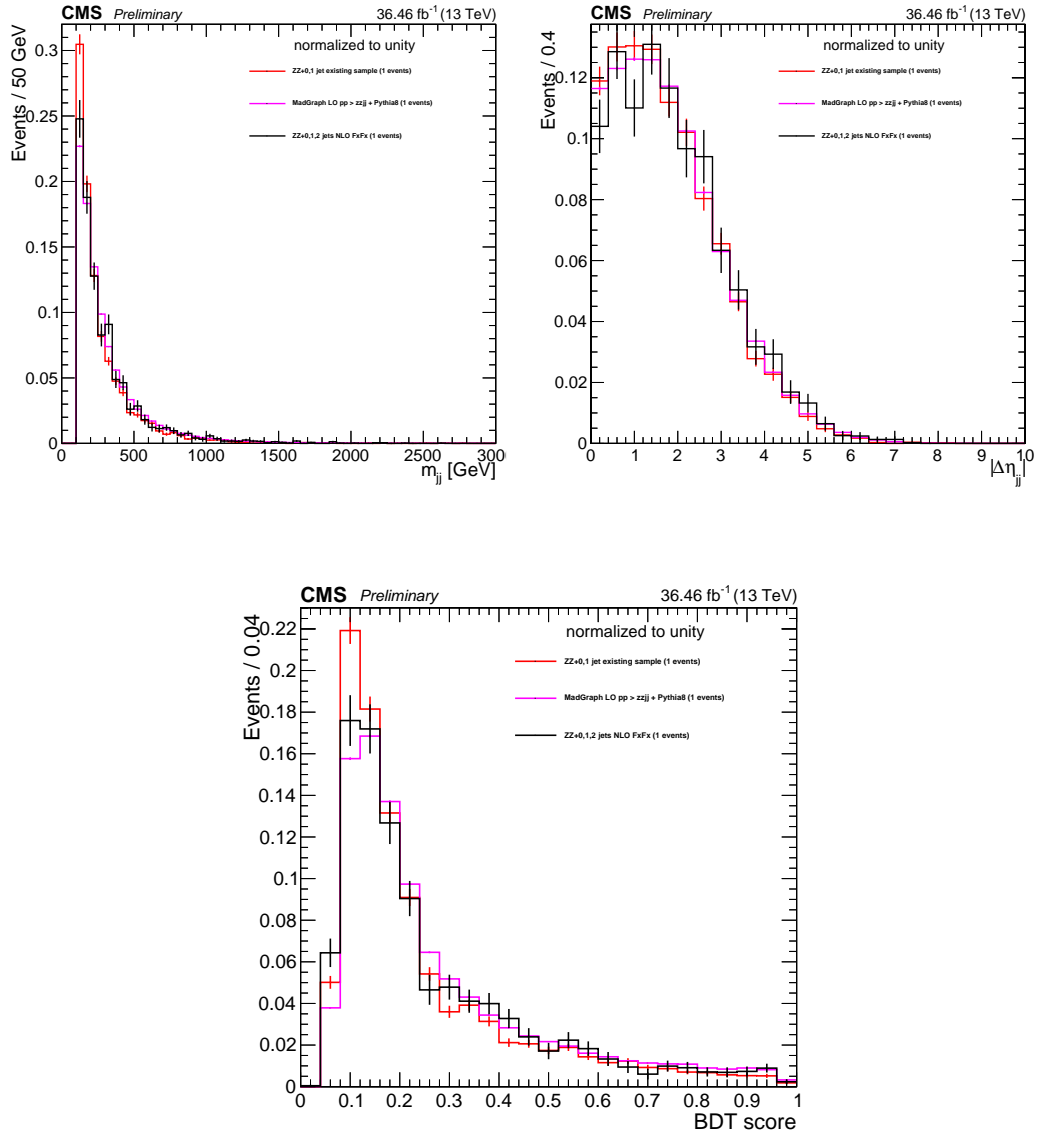 CMS Preliminary 36.46 fb-1 (13 TeV)
Events / 50 GeV
normalized to unity
ZZ+0,1 jet existing sample (1 events)
MadGraph LO pp > zzjj + Pythia8 (1 events)
ZZ+0,1,2 jets NLO FxFx (1 events)
0.3
0.25
0.2
0.15
0.1
0.05
0
0 500 1000 1500 2000 2500 3000
mjj [GeV]
CMS Preliminary 36.46 fb-1 (13 TeV)
Events / 0.4
normalized to unity
ZZ+0,1 jet existing sample (1 events)
MadGraph LO pp > zzjj + Pythia8 (1 events)
ZZ+0,1,2 jets NLO FxFx (1 events)
0.12
0.1
0.08
0.06
0.04
0.02
0
0 1 2 3 4 5 6 7 8 9 10
|Δηjj|
CMS Preliminary 36.46 fb-1 (13 TeV)
Events / 0.04
normalized to unity
ZZ+0,1 jet existing sample (1 events)
MadGraph LO pp > zzjj + Pythia8 (1 events)
ZZ+0,1,2 jets NLO FxFx (1 events)
0.22
0.2
0.18
0.16
0.14
0.12
0.1
0.08
0.06
0.04
0.02
0
0 0.1 0.2 0.3 0.4 0.5 0.6 0.7 0.8 0.9 1
BDT score